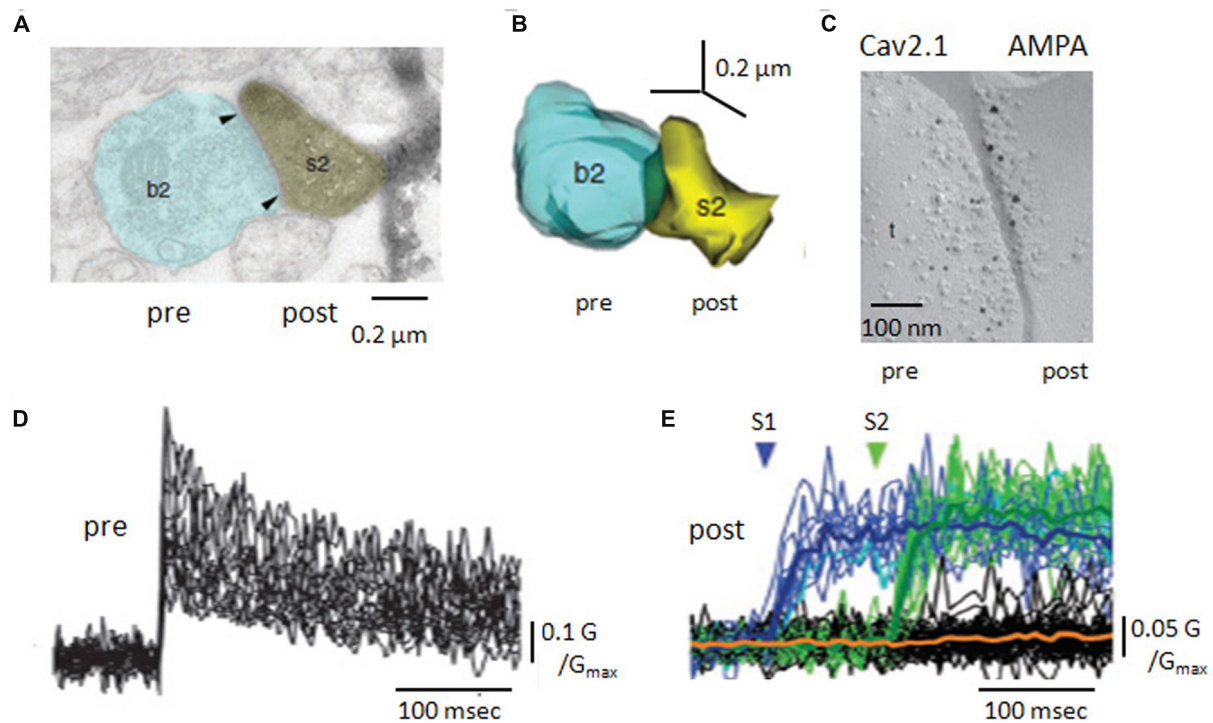 A
b2
s2
pre
post
0.2 μm
B
0.2 μm
b2
s2
pre
post
C
Cav2.1
AMPA
t
100 nm
pre
post
D
pre
0.1 G
/Gmax
100 msec
E
S1
S2
post
0.05 G
/Gmax
100 msec